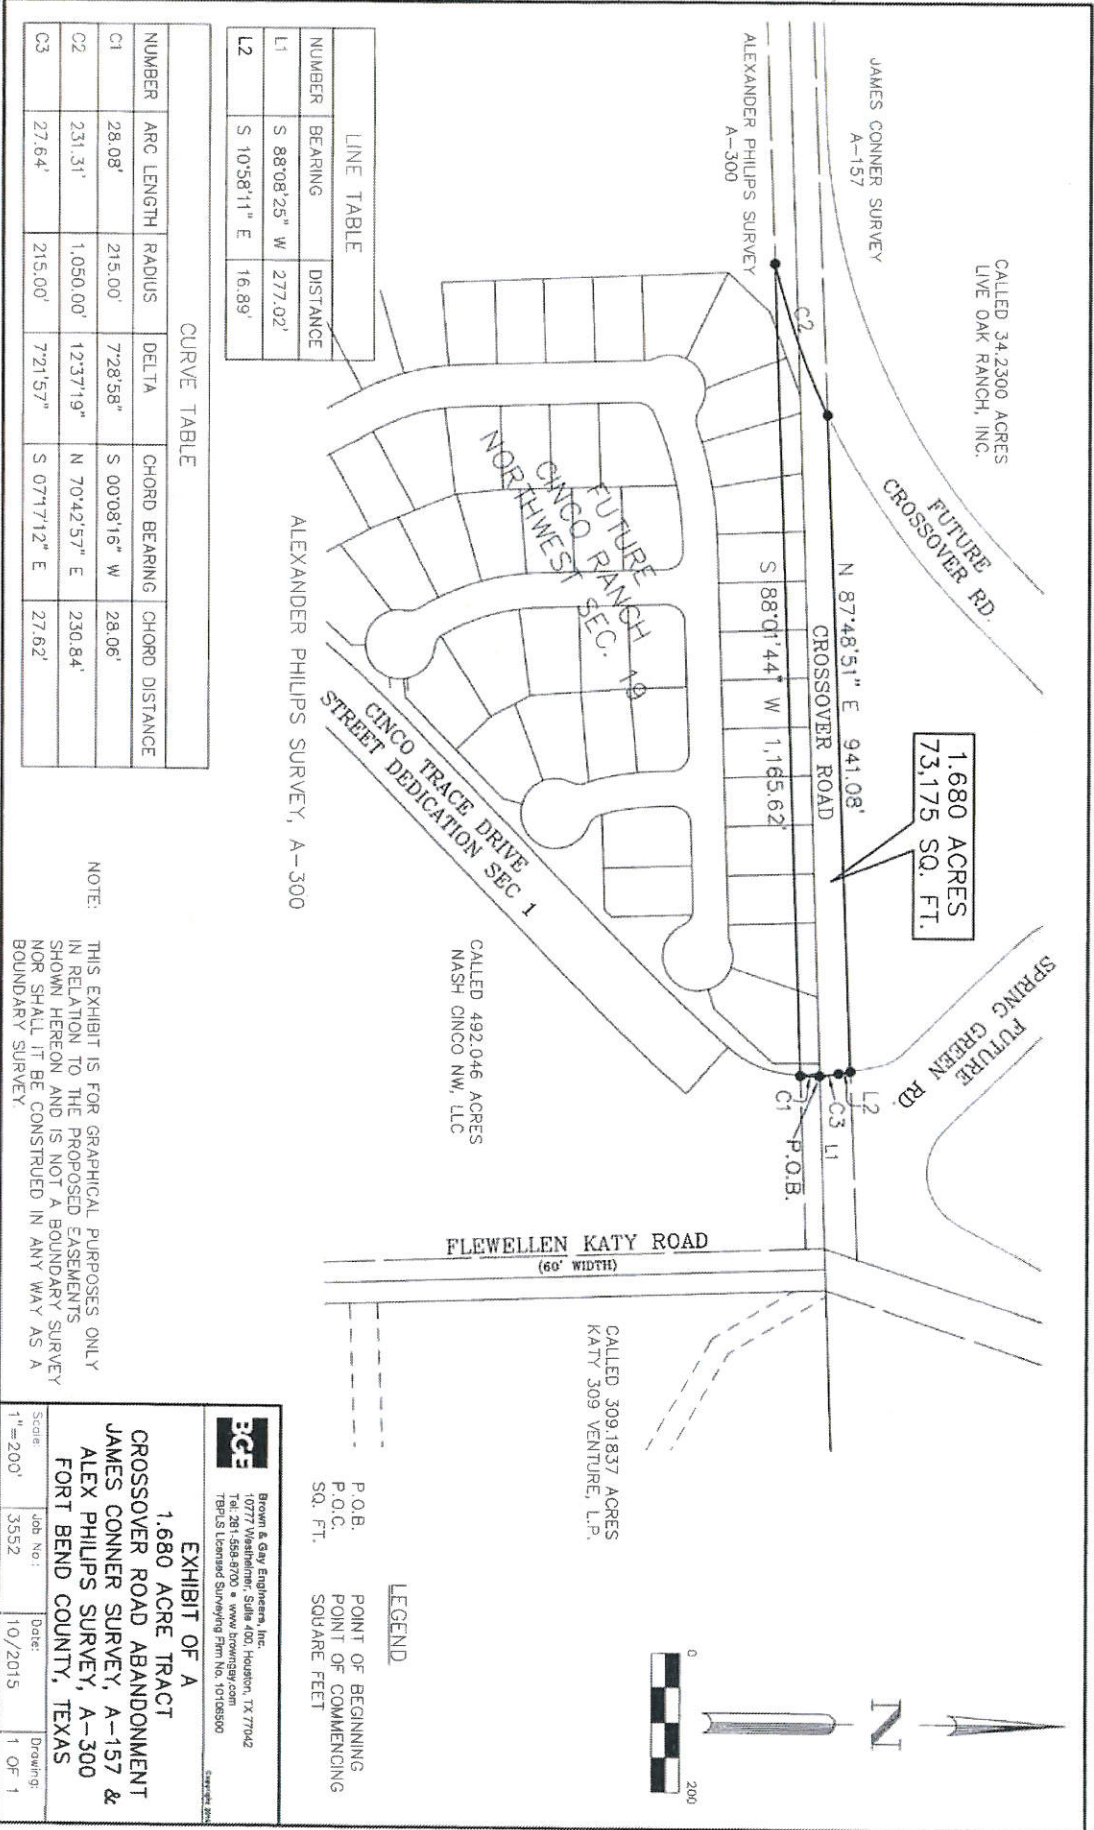 JAMES CONNER SURVEY
A-157
ALEXANDER PHILIPS SURVEY
A-300
CALLED 34.2300 ACRES
LIVE OAK RANCH, INC.
FUTURE
CROSSOVER RD.
C2
N 87°48'51" E 941.08'
CROSSOVER ROAD
S 88°01'44" W 1,165.62'
1.680 ACRES
73,175 SQ. FT.
FUTURE
SPRING GREEN RD.
L2
C3
L1
C1
P.O.B.
FUTURE
CINCO RANCH
NORTHWEST SEC. 19
CINCO TRACE DRIVE
STREET DEDICATION SEC 1
ALEXANDER PHILIPS SURVEY, A-300
CALLED 492.046 ACRES
NASH CINCO NW, LLC
FLEWELLEN KATY ROAD
(60' WIDTH)
CALLED 309.1837 ACRES
KATY 309 VENTURE, L.P.
N
0 200
LEGEND
P.O.B. POINT OF BEGINNING
P.O.C. POINT OF COMMENCING
SQ. FT. SQUARE FEET
LINE TABLE
NUMBER BEARING DISTANCE
L1 S 88°08'25" W 277.02'
L2 S 10°58'11" E 16.89'
CURVE TABLE
NUMBER ARC LENGTH RADIUS DELTA CHORD BEARING CHORD DISTANCE
C1 28.08' 215.00' 7°28'58" S 00°08'16" W 28.06'
C2 231.31' 1,050.00' 12°37'19" N 70°42'57" E 230.84'
C3 27.64' 215.00' 7°21'57" S 07°17'12" E 27.62'
NOTE: THIS EXHIBIT IS FOR GRAPHICAL PURPOSES ONLY
IN RELATION TO THE PROPOSED EASEMENTS
SHOWN HEREON AND IS NOT A BOUNDARY SURVEY
NOR SHALL IT BE CONSTRUED IN ANY WAY AS A
BOUNDARY SURVEY.
BGE
Brown & Gay Engineers, Inc.
10777 Westheimer, Suite 400, Houston, TX 77042
Tel: 281-558-8700 • www.browngay.com
TBPLS Licensed Surveying Firm No. 10106500
EXHIBIT OF A
1.680 ACRE TRACT
CROSSOVER ROAD ABANDONMENT
JAMES CONNER SURVEY, A-157 &
ALEX PHILIPS SURVEY, A-300
FORT BEND COUNTY, TEXAS
Scale: 1"=200'
Job No.: 3552
Date: 10/2015
Drawing: 1 OF 1